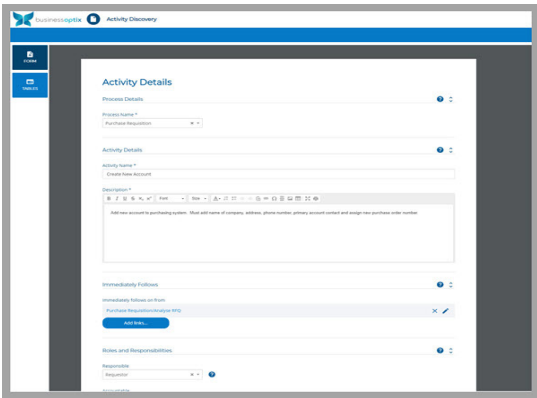 businessoptix Activity Discovery
FORM
TABLES
Activity Details
Process Details
Process Name *
Purchase Requisition
Activity Details
Activity Name *
Create New Account
Description *
Font Size
Add new account to purchasing system. Must add name of company, address, phone number, primary account contact and assign new purchase order number.
Immediately Follows
Immediately follows on from
Purchase Requisition/Analyze RFQ
Add links...
Roles and Responsibilities
Responsible
Requestor